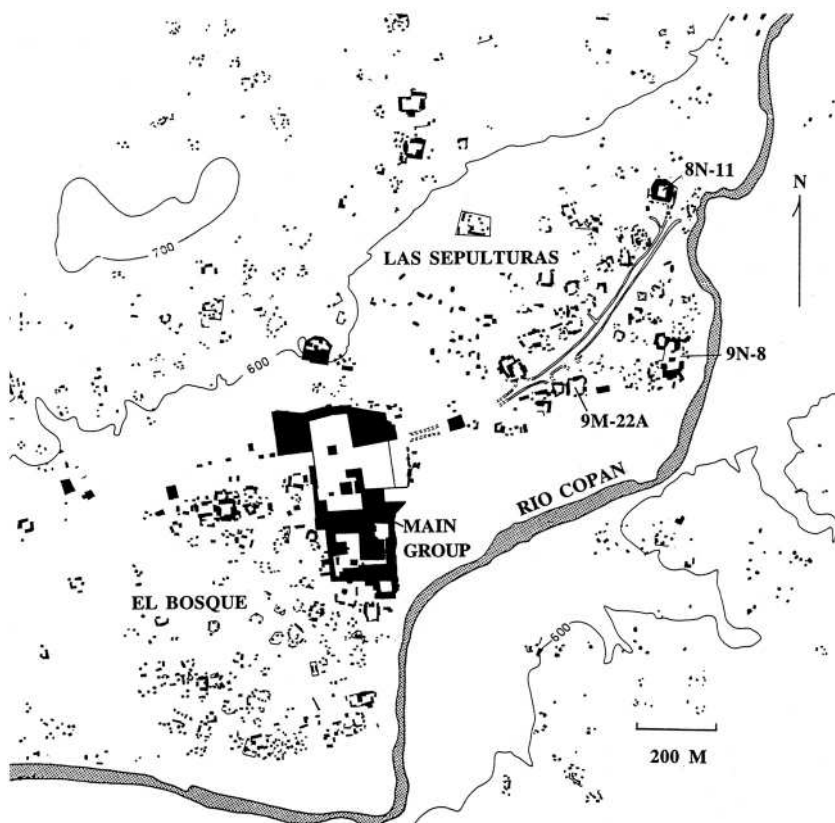 8N-11
N
700
LAS SEPULTURAS
600
9N-8
9M-22A
RIO COPAN
MAIN
GROUP
EL BOSQUE
600
200 M